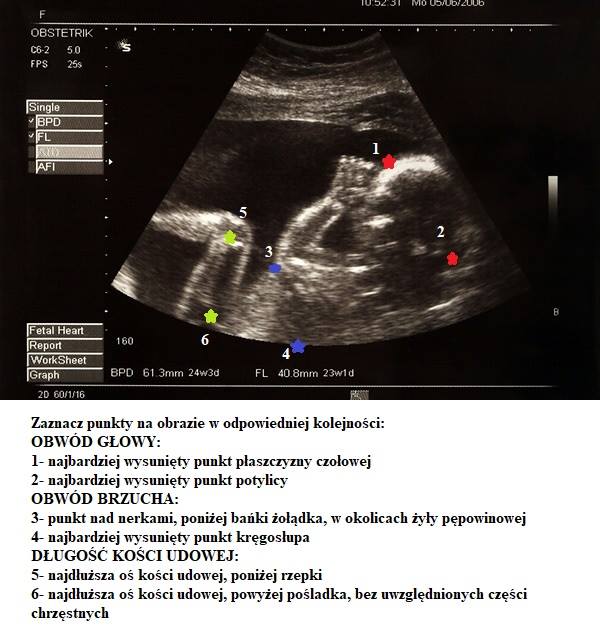 10:52:31 Mo 05/06/2006
F
OBSTETRIK
C6-2 5.0
FPS 25s
S
Single
BPD
FL
AFI
1
5
2
3
6
4
B
160
Fetal Heart
Report
WorkSheet
Graph
BPD 61.3mm 24w3d FL 40.8mm 23w1d
2D 60/1/16
Zaznacz punkty na obrazie w odpowiedniej kolejności:
OBWÓD GŁOWY:
1- najbardziej wysunięty punkt płaszczyzny czołowej
2- najbardziej wysunięty punkt potylicy
OBWÓD BRZUCHA:
3- punkt nad nerkami, poniżej bańki żołądka, w okolicach żyły pępowinowej
4- najbardziej wysunięty punkt kręgosłupa
DŁUGOŚĆ KOŚCI UDOWEJ:
5- najdłuższa oś kości udowej, poniżej rzepki
6- najdłuższa oś kości udowej, powyżej pośladka, bez uwzględnionych części
chrzęstnych